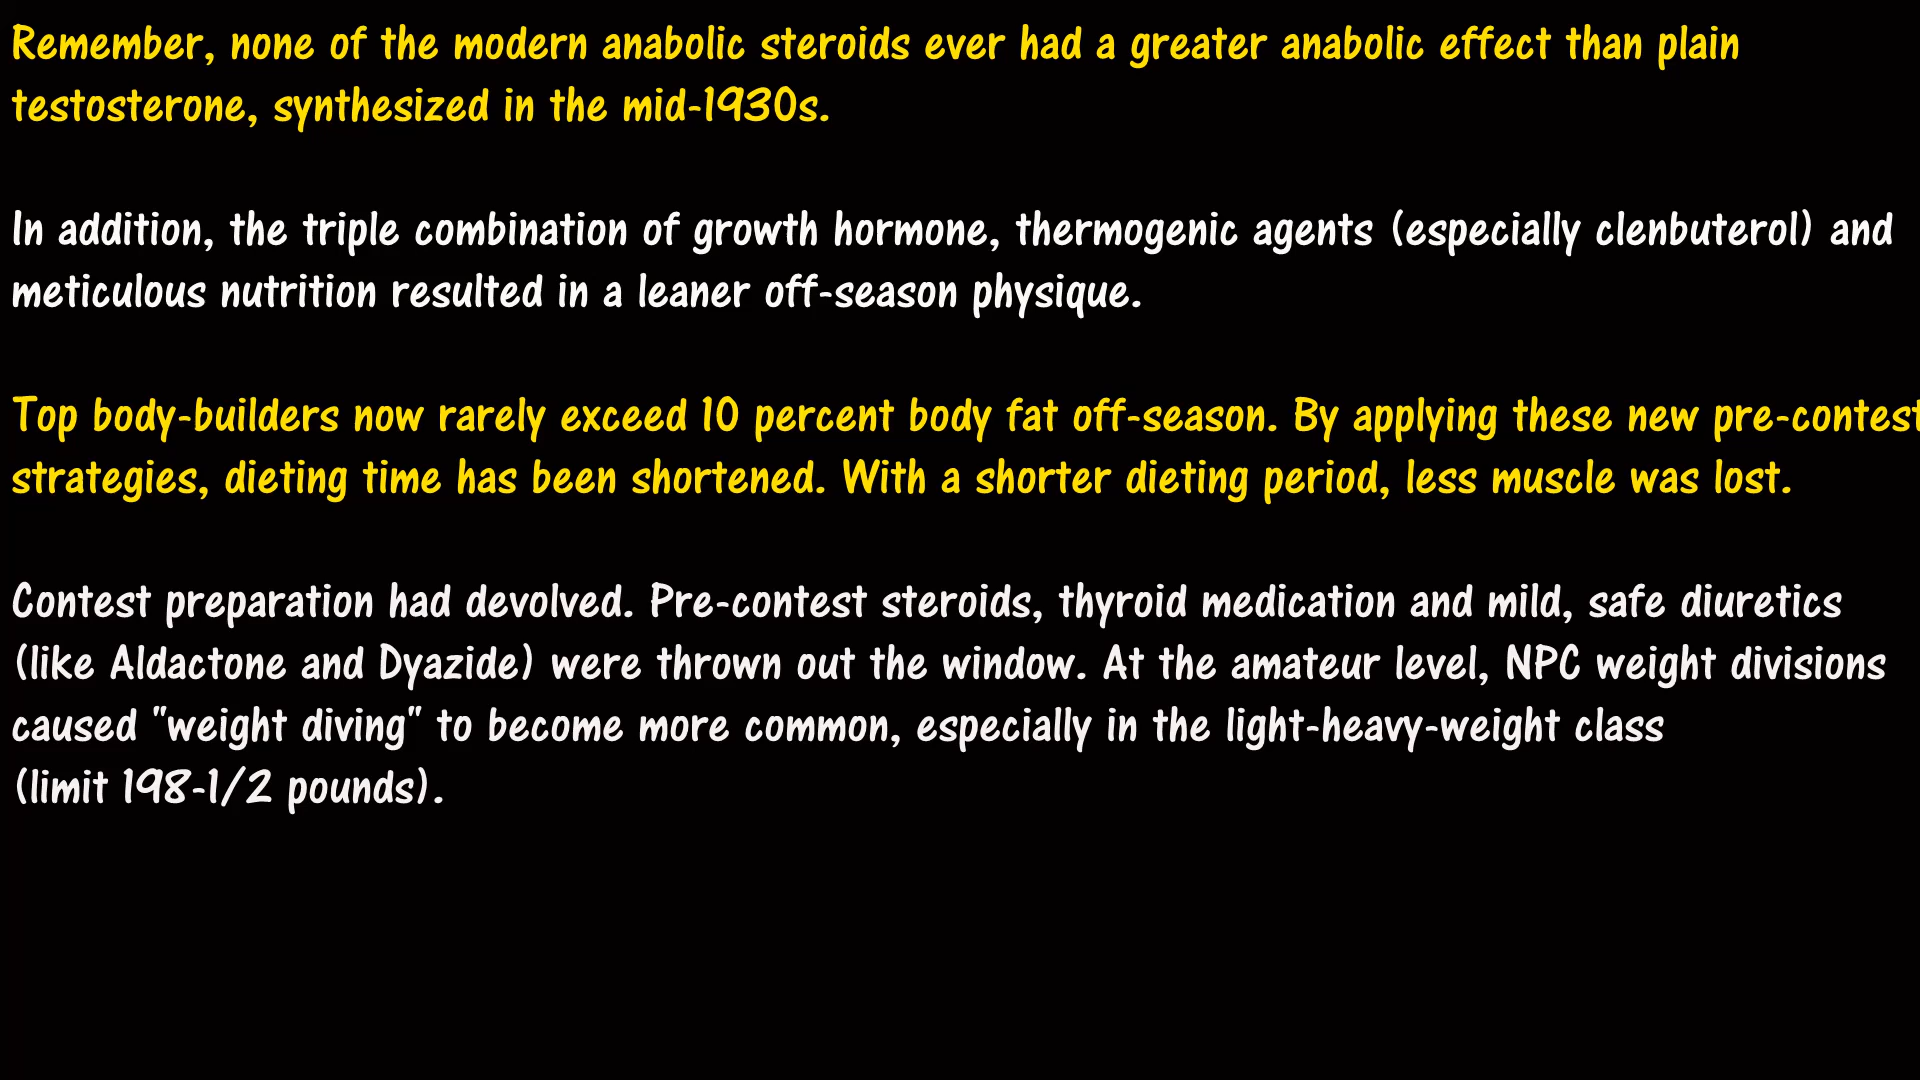 Remember, none of the modern anabolic steroids ever had a greater anabolic effect than plain
testosterone, synthesized in the mid-1930s.
In addition, the triple combination of growth hormone, thermogenic agents (especially clenbuterol) and
meticulous nutrition resulted in a leaner off-season physique.
Top body-builders now rarely exceed 10 percent body fat off-season. By applying these new pre-contest
strategies, dieting time has been shortened. With a shorter dieting period, less muscle was lost.
Contest preparation had devolved. Pre-contest steroids, thyroid medication and mild, safe diuretics
(like Aldactone and Dyazide) were thrown out the window. At the amateur level, NPC weight divisions
caused "weight diving" to become more common, especially in the light-heavy-weight class
(limit 198-1/2 pounds).